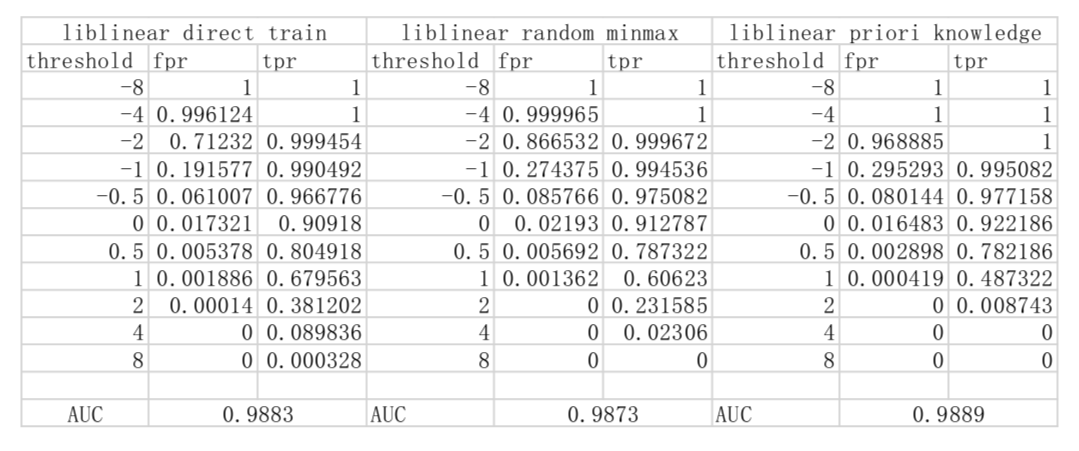 liblinear direct train liblinear random minmax liblinear priori knowledge
threshold fpr tpr threshold fpr tpr threshold fpr tpr
-8 1 1 -8 1 1 -8 1 1
-4 0.996124 1 -4 0.999965 1 -4 1 1
-2 0.71232 0.999454 -2 0.866532 0.999672 -2 0.968885 1
-1 0.191577 0.990492 -1 0.274375 0.994536 -1 0.295293 0.995082
-0.5 0.061007 0.966776 -0.5 0.085766 0.975082 -0.5 0.080144 0.977158
0 0.017321 0.90918 0 0.02193 0.912787 0 0.016483 0.922186
0.5 0.005378 0.804918 0.5 0.005692 0.787322 0.5 0.002898 0.782186
1 0.001886 0.679563 1 0.001362 0.60623 1 0.000419 0.487322
2 0.00014 0.381202 2 0 0.231585 2 0 0.008743
4 0 0.089836 4 0 0.02306 4 0 0
8 0 0.000328 8 0 0 8 0 0
AUC 0.9883 AUC 0.9873 AUC 0.9889